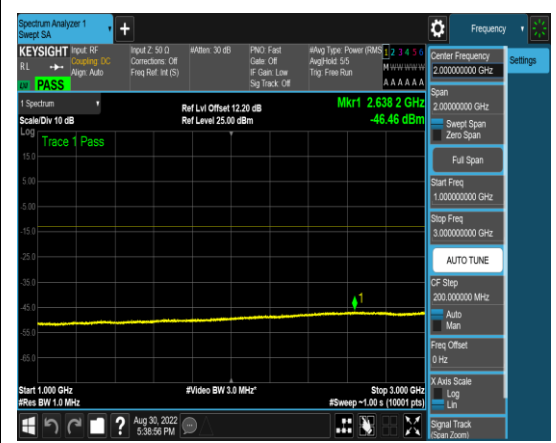 Spectrum Analyzer 1
Swept SA
+
Frequency
KEYSIGHT
Input: RF
Input Z: 50 Ω
#Atten: 30 dB
PNO: Fast
#Avg Type: Power (RMS
1 2 3 4 5 6
RL
Coupling: DC
Corrections: Off
Gate: Off
Avg|Hold: 5/5
M W W W W W
Align: Auto
Freq Ref: Int (S)
IF Gain: Low
Trig: Free Run
Sig Track: Off
A A A A A A
PASS
1 Spectrum
Ref Lvl Offset 12.20 dB
Mkr1 2.638 2 GHz
Scale/Div 10 dB
Ref Level 25.00 dBm
-46.46 dBm
Log
Trace 1 Pass
15.0
5.00
-5.00
-15.0
-25.0
-35.0
-45.0
1
-55.0
-65.0
Start 1.000 GHz
#Video BW 3.0 MHz*
Stop 3.000 GHz
#Res BW 1.0 MHz
#Sweep ~1.00 s (10001 pts)
?
Aug 30, 2022
5:38:56 PM
Center Frequency
2.000000000 GHz
Settings
Span
2.00000000 GHz
Swept Span
Zero Span
Full Span
Start Freq
1.000000000 GHz
Stop Freq
3.000000000 GHz
AUTO TUNE
CF Step
200.000000 MHz
Auto
Man
Freq Offset
0 Hz
X Axis Scale
Log
Lin
Signal Track
(Span Zoom)